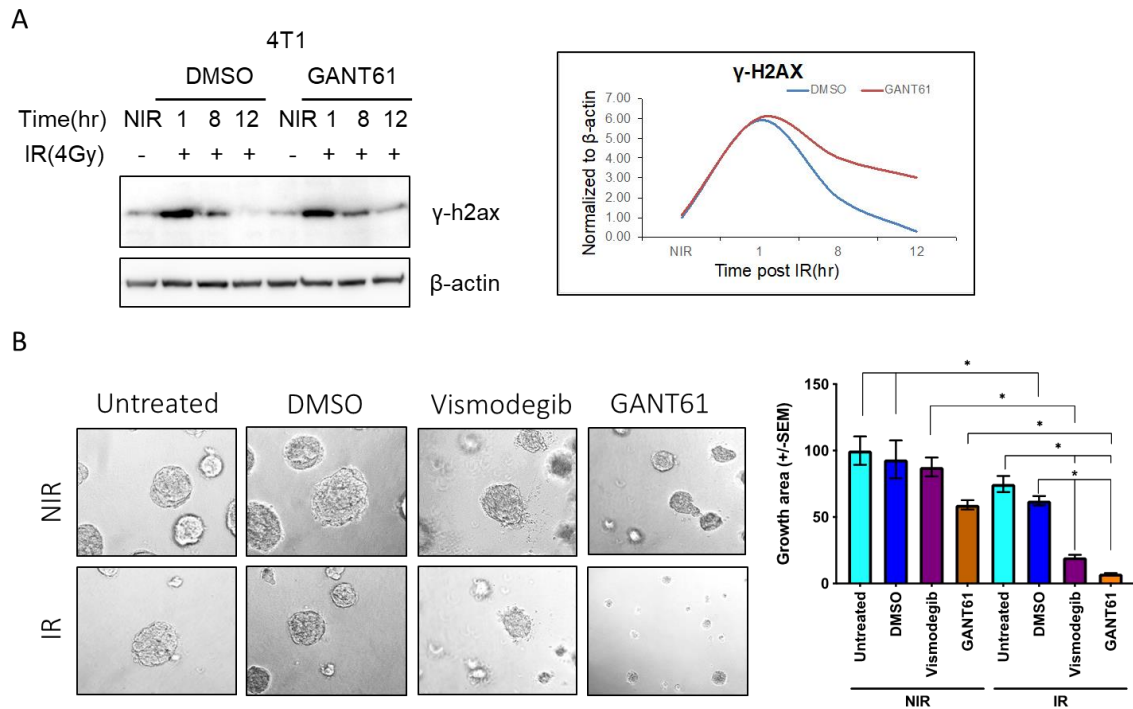 A
4T1
DMSO GANT61
Time(hr) NIR 1 8 12 NIR 1 8 12
IR(4Gy) - + + + - + + +
γ-h2ax
β-actin
γ-H2AX
DMSO GANT61
Normalized to β-actin
7.00
6.00
5.00
4.00
3.00
2.00
1.00
0.00
NIR 1 8 12
Time post IR(hr)
B
Untreated DMSO Vismodegib GANT61
NIR
IR
Growth area (+/-SEM)
150
100
50
0
*
*
*
*
*
Untreated DMSO Vismodegib GANT61 Untreated DMSO Vismodegib GANT61
NIR IR